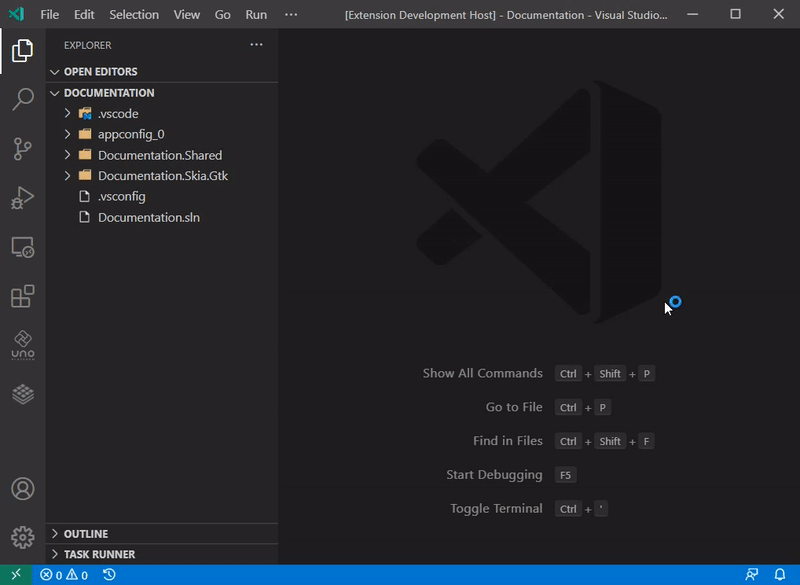 File Edit Selection View Go Run ··· [Extension Development Host] - Documentation - Visual Studio...
EXPLORER ···
OPEN EDITORS
DOCUMENTATION
.vscode
appconfig_0
Documentation.Shared
Documentation.Skia.Gtk
.vsconfig
Documentation.sln
uno
Show All Commands Ctrl + Shift + P
Go to File Ctrl + P
Find in Files Ctrl + Shift + F
Start Debugging F5
Toggle Terminal Ctrl + '
OUTLINE
TASK RUNNER
0 0